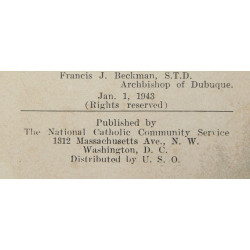 Francis J. Beckman, S.T.D.
Archbishop of Dubuque.
Jan. 1, 1943
(Rights reserved)
Published by
The National Catholic Community Service
1312 Massachusetts Ave., N. W.
Washington, D. C.
Distributed by U. S. O.